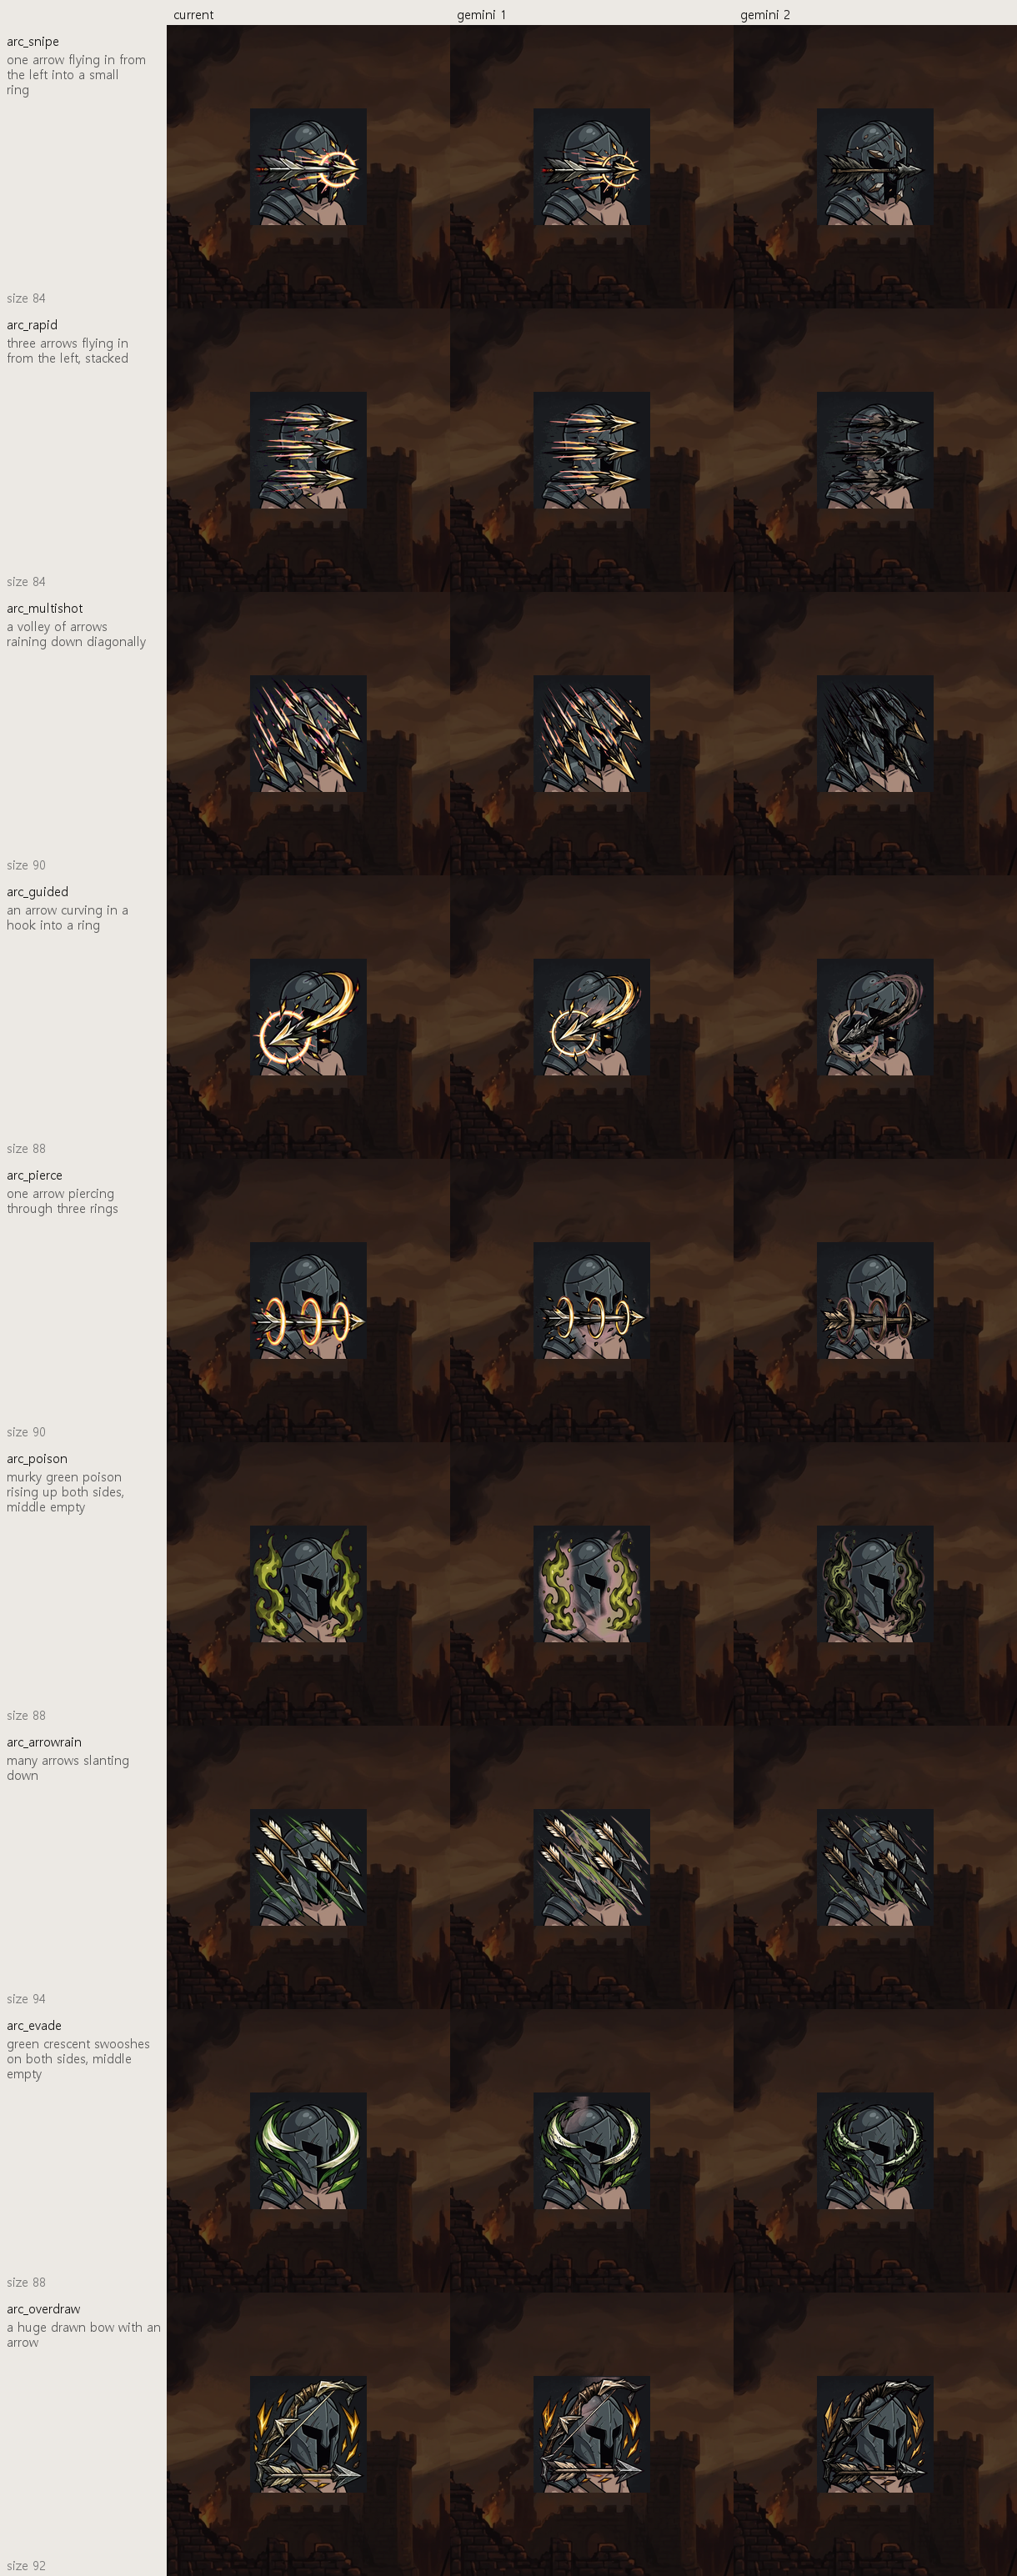 current
gemini 1
gemini 2
arc_snipe
one arrow flying in from
the left into a small
ring
size 84
arc_rapid
three arrows flying in
from the left, stacked
size 84
arc_multishot
a volley of arrows
raining down diagonally
size 90
arc_guided
an arrow curving in a
hook into a ring
size 88
arc_pierce
one arrow piercing
through three rings
size 90
arc_poison
murky green poison
rising up both sides,
middle empty
size 88
arc_arrowrain
many arrows slanting
down
size 94
arc_evade
green crescent swooshes
on both sides, middle
empty
size 88
arc_overdraw
a huge drawn bow with an
arrow
size 92